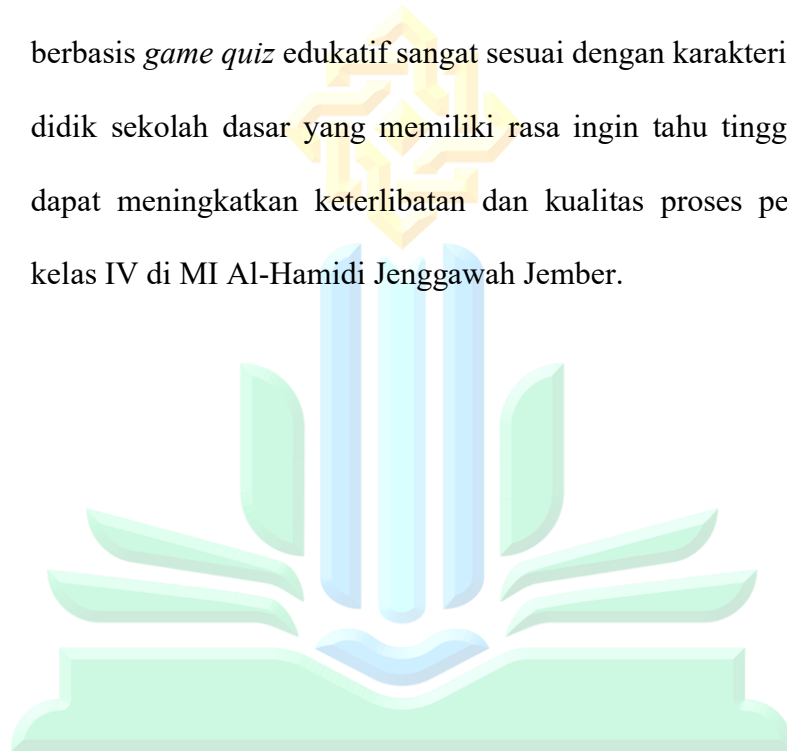 berbasis game quiz edukatif sangat sesuai dengan karakteri
didik sekolah dasar yang memiliki rasa ingin tahu tingg
dapat meningkatkan keterlibatan dan kualitas proses pe
kelas IV di MI Al-Hamidi Jenggawah Jember.